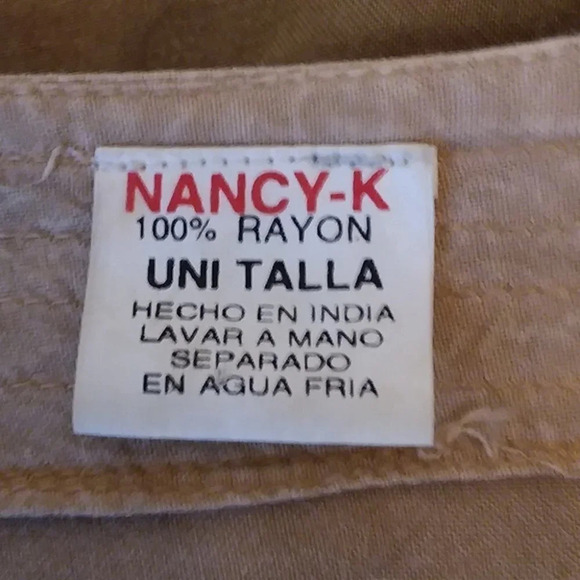 NANCY-K
100% RAYON
UNI TALLA
HECHO EN INDIA
LAVAR A MANO
SEPARADO
EN AGUA FRIA